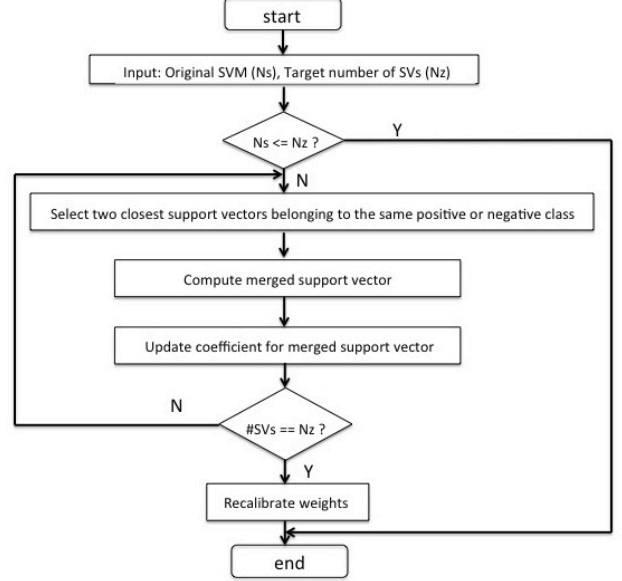 start
Input: Original SVM (Ns), Target number of SVs (Nz)
Ns <= Nz ?
Y
N
Select two closest support vectors belonging to the same positive or negative class
Compute merged support vector
Update coefficient for merged support vector
N
#SVs == Nz ?
Y
Recalibrate weights
end